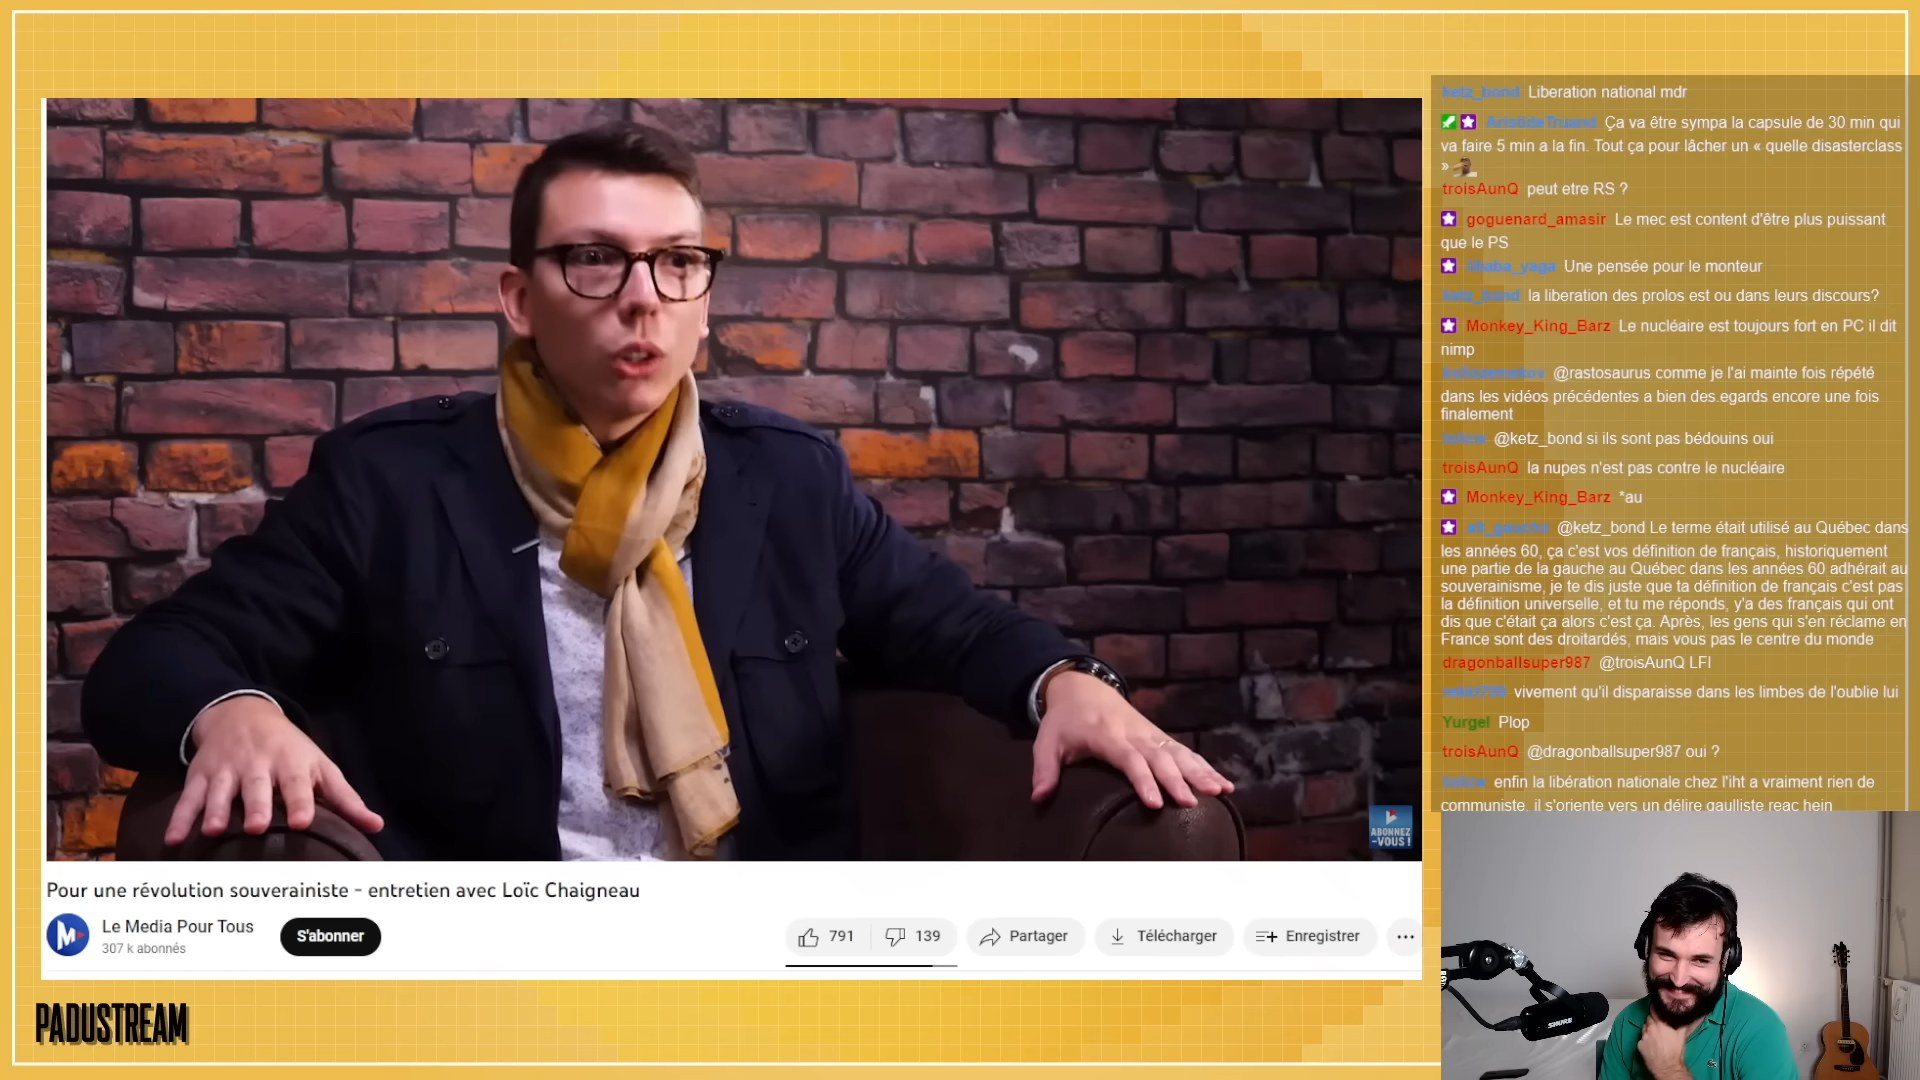 ketz_bond Liberation national mdr
AristideTruand Ça va être sympa la capsule de 30 min qui
va faire 5 min a la fin. Tout ça pour lâcher un « quelle disasterclass
»
troisAunQ peut etre RS ?
goguenard_amasir Le mec est content d'être plus puissant
que le PS
Une pensée pour le monteur
ketz_bond la liberation des prolos est ou dans leurs discours?
Monkey_King_Barz Le nucléaire est toujours fort en PC il dit
nimp
@rastosaurus comme je l'ai mainte fois répété
dans les vidéos précédentes a bien des.egards encore une fois
finalement
@ketz_bond si ils sont pas bédouins oui
troisAunQ la nupes n'est pas contre le nucléaire
Monkey_King_Barz *au
@ketz_bond Le terme était utilisé au Québec dans
les années 60, ça c'est vos définition de français, historiquement
une partie de la gauche au Québec dans les années 60 adhérait au
souverainisme, je te dis juste que ta définition de français c'est pas
la définition universelle, et tu me réponds, y'a des français qui ont
dis que c'était ça alors c'est ça. Après, les gens qui s'en réclame en
France sont des droitardés, mais vous pas le centre du monde
dragonballsuper987 @troisAunQ LFI
vivement qu'il disparaisse dans les limbes de l'oublie lui
Yurgel Plop
troisAunQ @dragonballsuper987 oui ?
enfin la libération nationale chez l'iht a vraiment rien de
communiste, il s'oriente vers un délire gaulliste reac hein
ABONNEZ
-VOUS !
Pour une révolution souverainiste - entretien avec Loïc Chaigneau
Le Media Pour Tous
307 k abonnés
S'abonner
791
139
Partager
Télécharger
Enregistrer
PADUSTREAM
SHURE